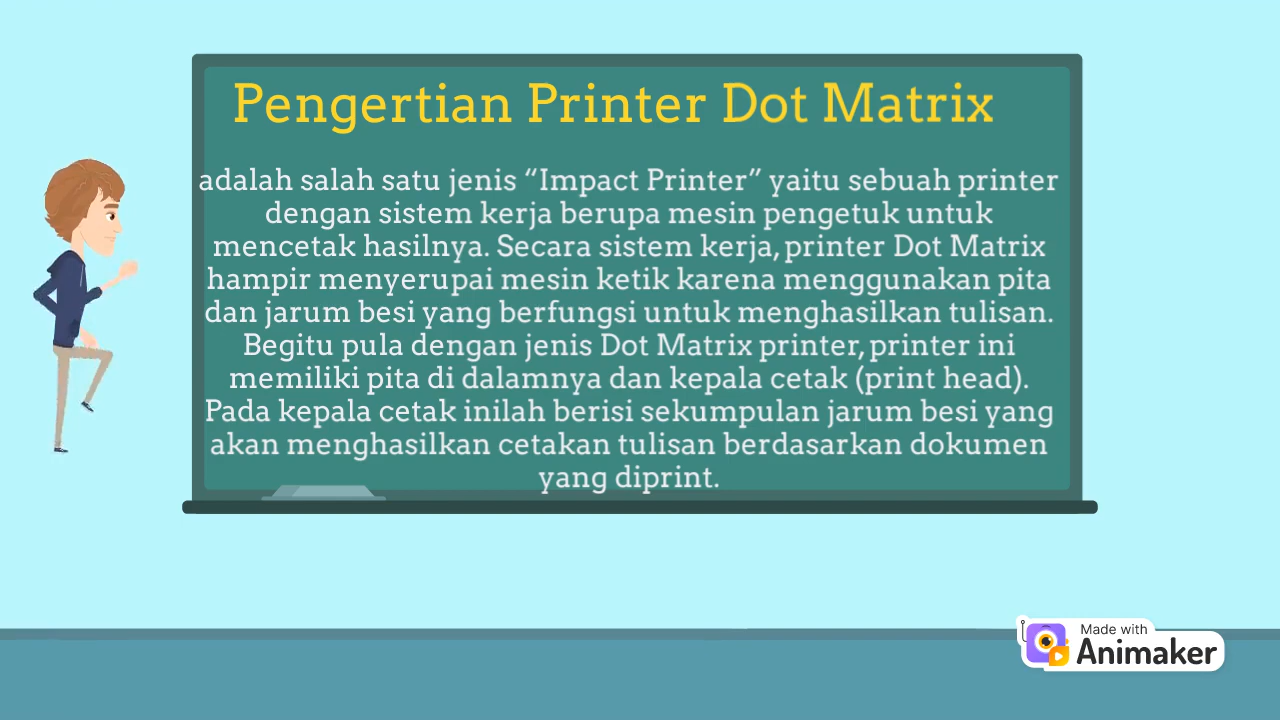 Pengertian Printer Dot Matrix
adalah salah satu jenis “Impact Printer” yaitu sebuah printer
dengan sistem kerja berupa mesin pengetuk untuk
mencetak hasilnya. Secara sistem kerja, printer Dot Matrix
hampir menyerupai mesin ketik karena menggunakan pita
dan jarum besi yang berfungsi untuk menghasilkan tulisan.
Begitu pula dengan jenis Dot Matrix printer, printer ini
memiliki pita di dalamnya dan kepala cetak (print head).
Pada kepala cetak inilah berisi sekumpulan jarum besi yang
akan menghasilkan cetakan tulisan berdasarkan dokumen
yang diprint.
Made with
Animaker